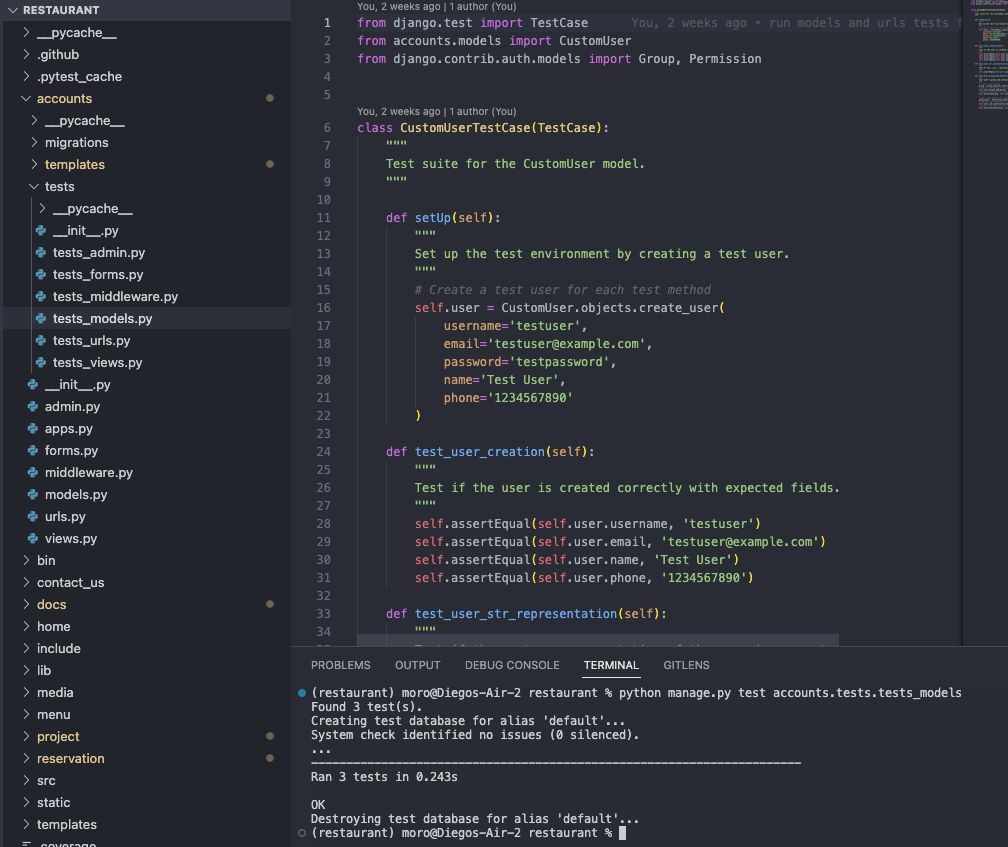 RESTAURANT
__pycache__
.github
.pytest_cache
accounts
__pycache__
migrations
templates
tests
__pycache__
__init__.py
tests_admin.py
tests_forms.py
tests_middleware.py
tests_models.py
tests_urls.py
tests_views.py
__init__.py
admin.py
apps.py
forms.py
middleware.py
models.py
urls.py
views.py
bin
contact_us
docs
home
include
lib
media
menu
project
reservation
src
static
templates
.coverage
You, 2 weeks ago | 1 author (You)
1 from django.test import TestCase You, 2 weeks ago • run models and urls tests f
2 from accounts.models import CustomUser
3 from django.contrib.auth.models import Group, Permission
4
5
You, 2 weeks ago | 1 author (You)
6 class CustomUserTestCase(TestCase):
7 """
8 Test suite for the CustomUser model.
9 """
10
11 def setUp(self):
12 """
13 Set up the test environment by creating a test user.
14 """
15 # Create a test user for each test method
16 self.user = CustomUser.objects.create_user(
17 username='testuser',
18 email='testuser@example.com',
19 password='testpassword',
20 name='Test User',
21 phone='1234567890'
22 )
23
24 def test_user_creation(self):
25 """
26 Test if the user is created correctly with expected fields.
27 """
28 self.assertEqual(self.user.username, 'testuser')
29 self.assertEqual(self.user.email, 'testuser@example.com')
30 self.assertEqual(self.user.name, 'Test User')
31 self.assertEqual(self.user.phone, '1234567890')
32
33 def test_user_str_representation(self):
34 """
PROBLEMS OUTPUT DEBUG CONSOLE TERMINAL GITLENS
(restaurant) moro@Diegos-Air-2 restaurant % python manage.py test accounts.tests.tests_models
Found 3 test(s).
Creating test database for alias 'default'...
System check identified no issues (0 silenced).
...
----------------------------------------------------------------------
Ran 3 tests in 0.243s
OK
Destroying test database for alias 'default'...
(restaurant) moro@Diegos-Air-2 restaurant %